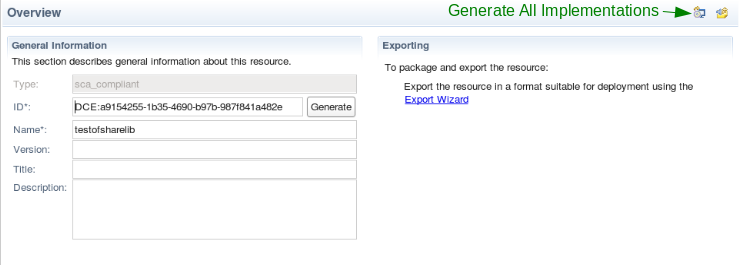 Overview
Generate All Implementations
General Information
This section describes general information about this resource.
Type:
sca_compliant
ID*:
DCE:a9154255-1b35-4690-b97b-987f841a482e
Generate
Name*:
testofsharelib
Version:
Title:
Description:
Exporting
To package and export the resource:
Export the resource in a format suitable for deployment using the
Export Wizard